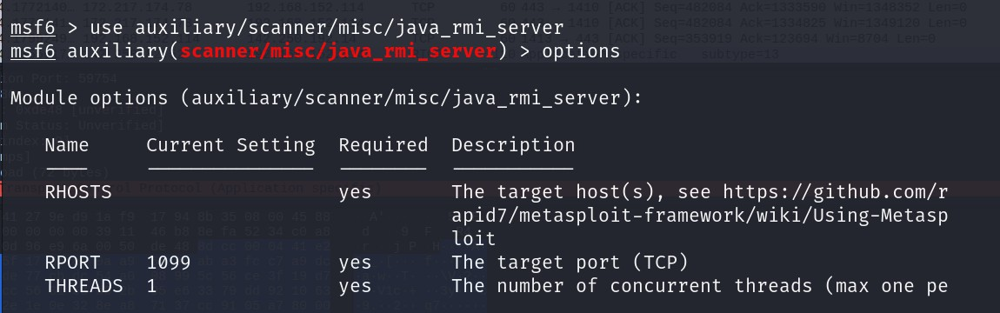 msf6 > use auxiliary/scanner/misc/java_rmi_server
msf6 auxiliary(scanner/misc/java_rmi_server) > options
Module options (auxiliary/scanner/misc/java_rmi_server):
Name Current Setting Required Description
RHOSTS yes The target host(s), see https://github.com/r
apid7/metasploit-framework/wiki/Using-Metasp
loit
RPORT 1099 yes The target port (TCP)
THREADS 1 yes The number of concurrent threads (max one pe